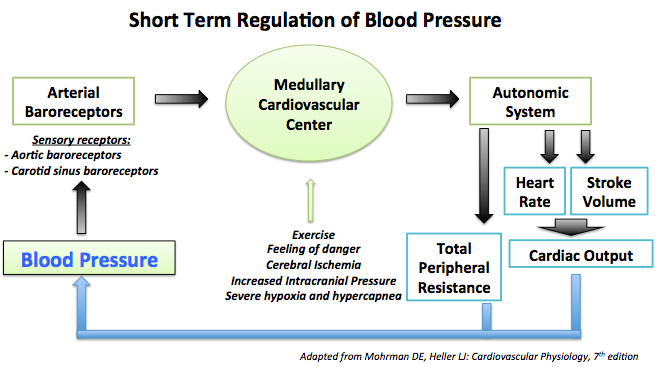 Short Term Regulation of Blood Pressure
Arterial
Baroreceptors
Medullary
Cardiovascular
Center
Autonomic
System
Sensory receptors:
- Aortic baroreceptors
- Carotid sinus baroreceptors
Heart
Rate
Stroke
Volume
Blood Pressure
Exercise
Feeling of danger
Cerebral Ischemia
Increased Intracranial Pressure
Severe hypoxia and hypercapnea
Total
Peripheral
Resistance
Cardiac Output
Adapted from Mohrman DE, Heller LJ: Cardiovascular Physiology, 7th edition